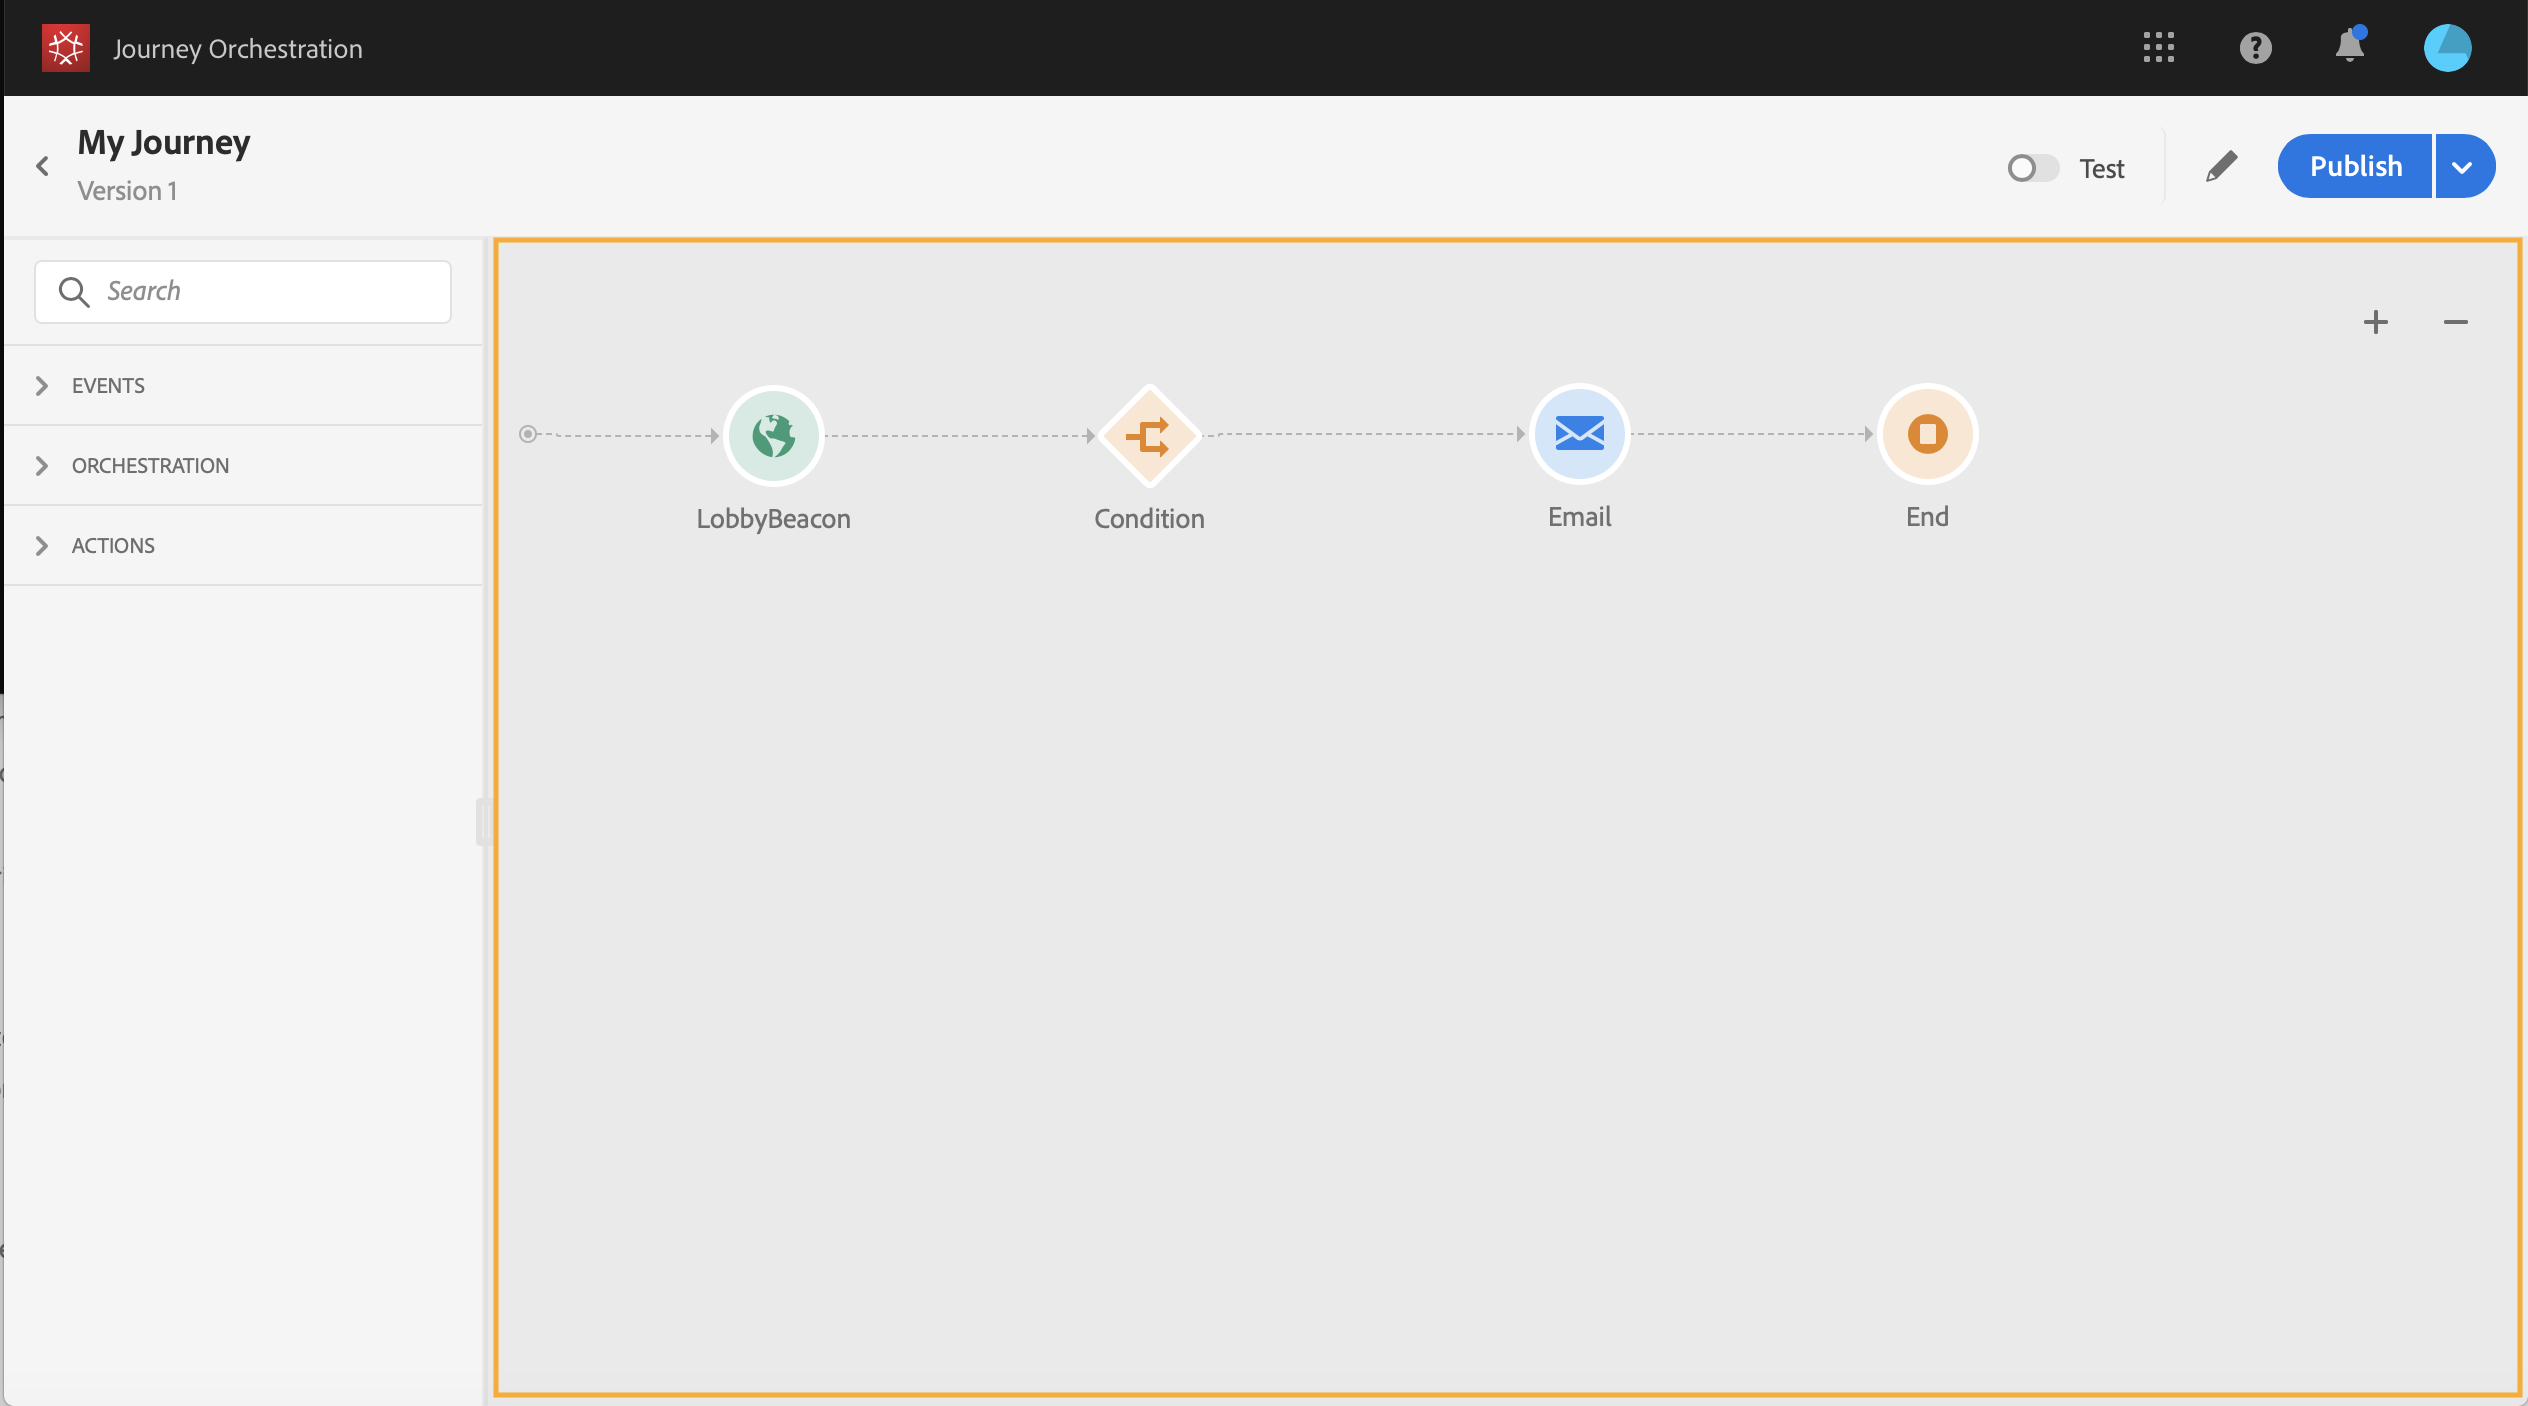 Journey Orchestration
My Journey
Version 1
Test
Publish
Search
EVENTS
ORCHESTRATION
ACTIONS
LobbyBeacon
Condition
Email
End